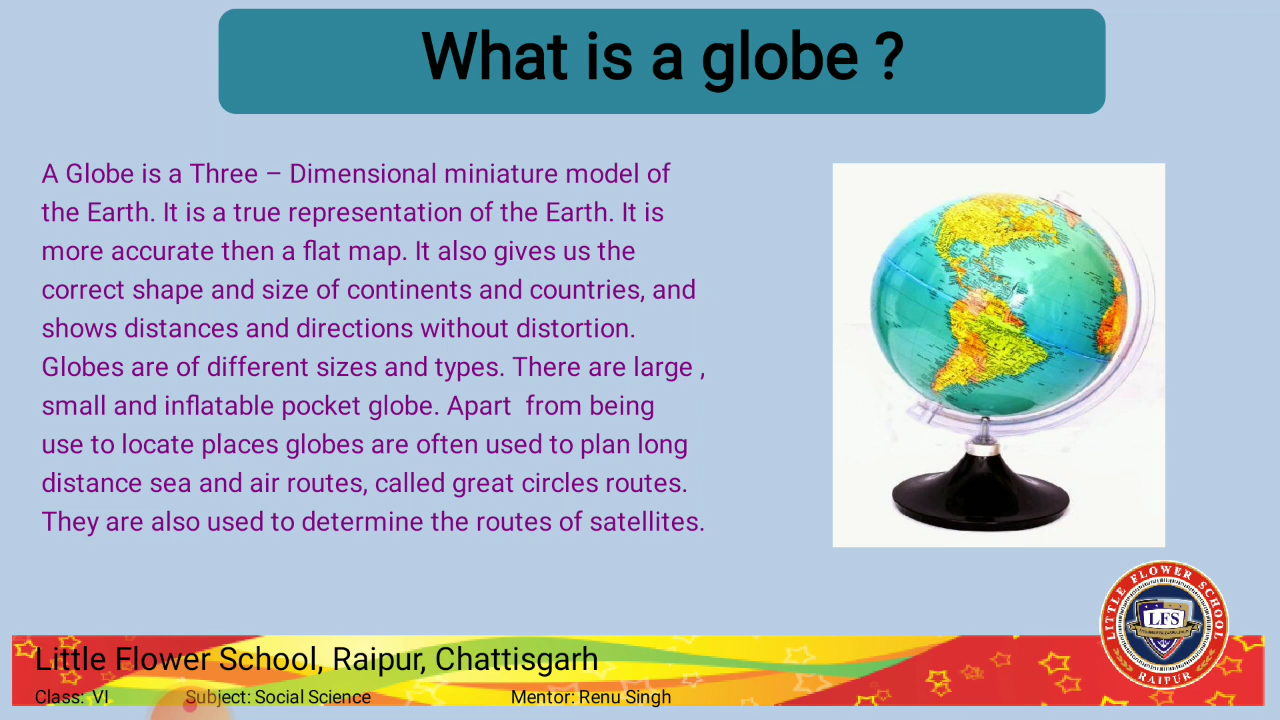 What is a globe ?
A Globe is a Three – Dimensional miniature model of
the Earth. It is a true representation of the Earth. It is
more accurate then a flat map. It also gives us the
correct shape and size of continents and countries, and
shows distances and directions without distortion.
Globes are of different sizes and types. There are large ,
small and inflatable pocket globe. Apart  from being
use to locate places globes are often used to plan long
distance sea and air routes, called great circles routes.
They are also used to determine the routes of satellites.
LITTLE FLOWER SCHOOL
LFS
RAIPUR
Little Flower School, Raipur, Chattisgarh
Class:  VI Subject: Social Science Mentor: Renu Singh